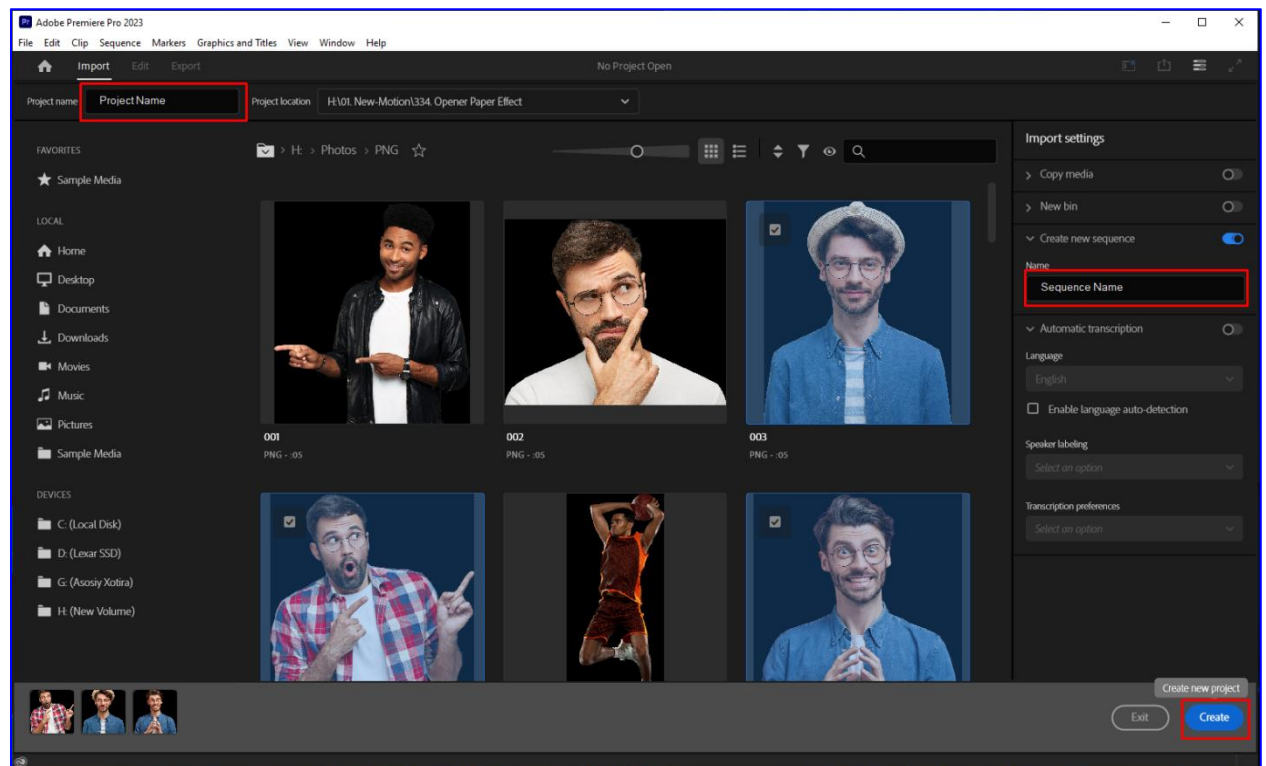 Pr Adobe Premiere Pro 2023
File Edit Clip Sequence Markers Graphics and Titles View Window Help
Import Edit Export No Project Open
Project name Project Name Project location H:\01. New-Motion\334. Opener Paper Effect
FAVORITES
Sample Media
LOCAL
Home
Desktop
Documents
Downloads
Movies
Music
Pictures
Sample Media
DEVICES
C: (Local Disk)
D: (Lexar SSD)
G: (Asosiy Xotira)
H: (New Volume)
H: > Photos > PNG
001
PNG - :05
002
PNG - :05
003
PNG - :05
Import settings
Copy media
New bin
Create new sequence
Name
Sequence Name
Automatic transcription
Language
English
Enable language auto-detection
Speaker labeling
Select an option
Transcription preferences
Select an option
Create new project
Exit Create